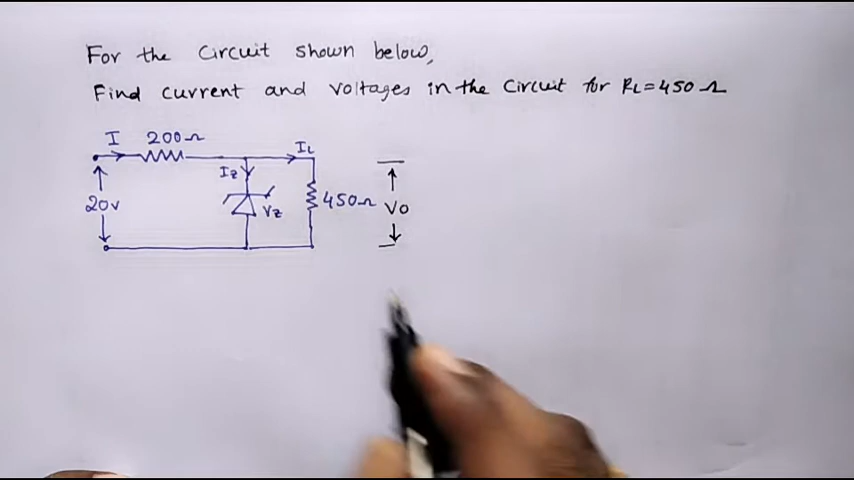 For the circuit shown below,
Find current and voltages in the circuit for RL=450Ω
I 200Ω IL
Iz
20v Vz 450Ω Vo